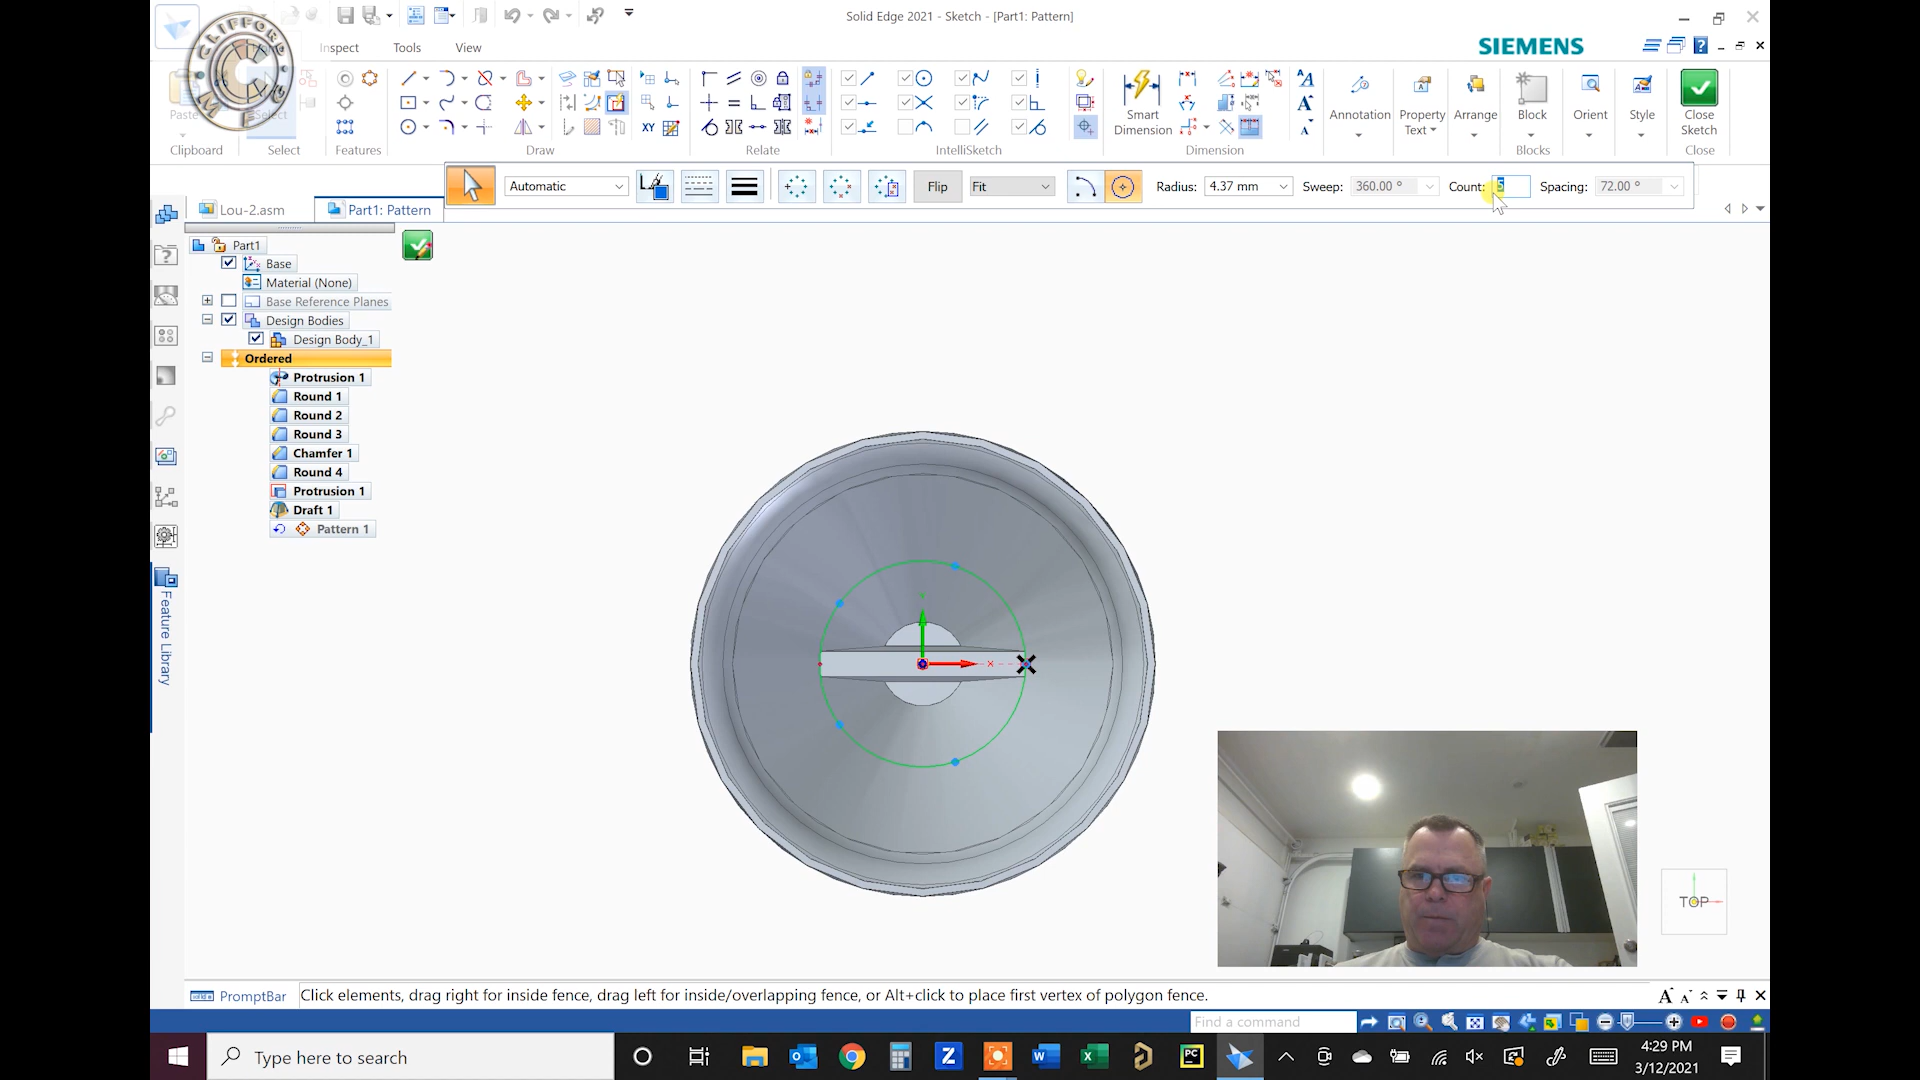 Solid Edge 2021 - Sketch - [Part1: Pattern]
CLIFFORD
Inspect
Tools
View
SIEMENS
Paste
Select
Smart
Dimension
Annotation
Property
Text
Arrange
Block
Orient
Style
Close
Sketch
XY
Clipboard
Select
Features
Draw
Relate
IntelliSketch
Dimension
Blocks
Close
Automatic
Flip
Fit
Radius: 4.37 mm
Sweep: 360.00 °
Count: 5
Spacing: 72.00 °
Lou-2.asm
Part1: Pattern
Part1
Base
Material (None)
Base Reference Planes
Design Bodies
Design Body_1
Ordered
Protrusion 1
Round 1
Round 2
Round 3
Chamfer 1
Round 4
Protrusion 1
Draft 1
Pattern 1
Feature Library
x
TOP
PromptBar
Click elements, drag right for inside fence, drag left for inside/overlapping fence, or Alt+click to place first vertex of polygon fence.
Find a command
Type here to search
4:29 PM
3/12/2021